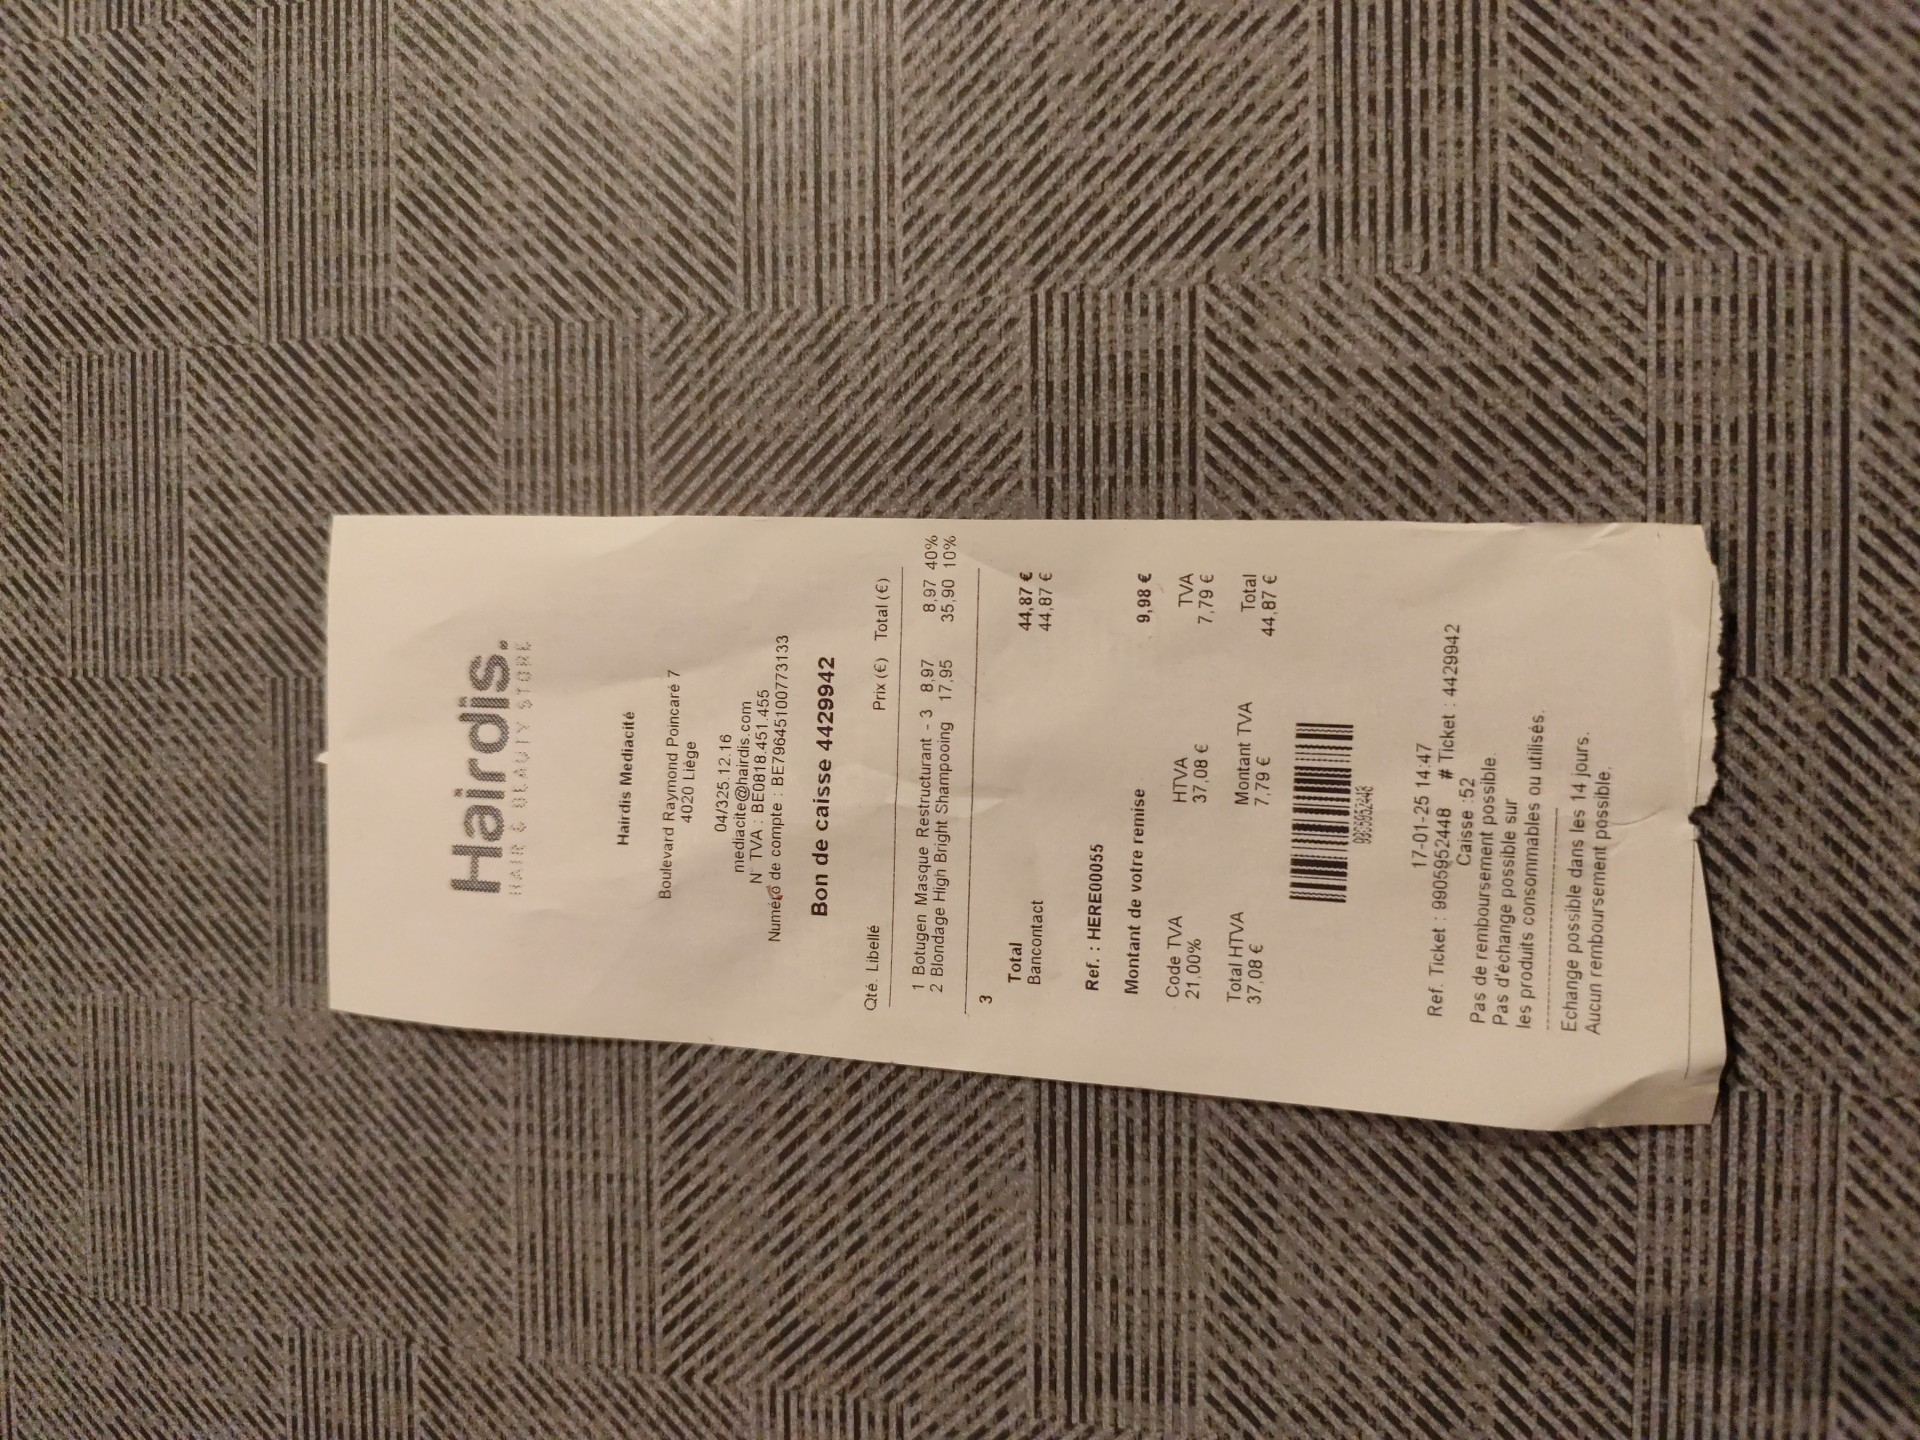 Hairdis.
HAIR & BEAUTY STORE
Hairdis Mediacité
Boulevard Raymond Poincaré 7
4020 Liège
04/325.12.16
mediacite@hairdis.com
N° TVA : BE0818.451.455
Numéro de compte : BE79645100773133
Bon de caisse 4429942
Qté. Libellé Prix (€) Total (€)
1 Botugen Masque Restructurant - 3 8,97 8,97 40%
2 Blondage High Bright Shampooing 17,95 35,90 10%
3
Total 44,87 €
Bancontact 44,87 €
Ref. : HERE00055
Montant de votre remise 9,98 €
Code TVA HTVA TVA
21,00% 37,08 € 7,79 €
Total HTVA Montant TVA Total
37,08 € 7,79 € 44,87 €
9905952448
17-01-25 14:47
Ref. Ticket : 9905952448 # Ticket : 4429942
Caisse :52
Pas de remboursement possible.
Pas d'échange possible sur
les produits consommables ou utilisés.
Echange possible dans les 14 jours.
Aucun remboursement possible.